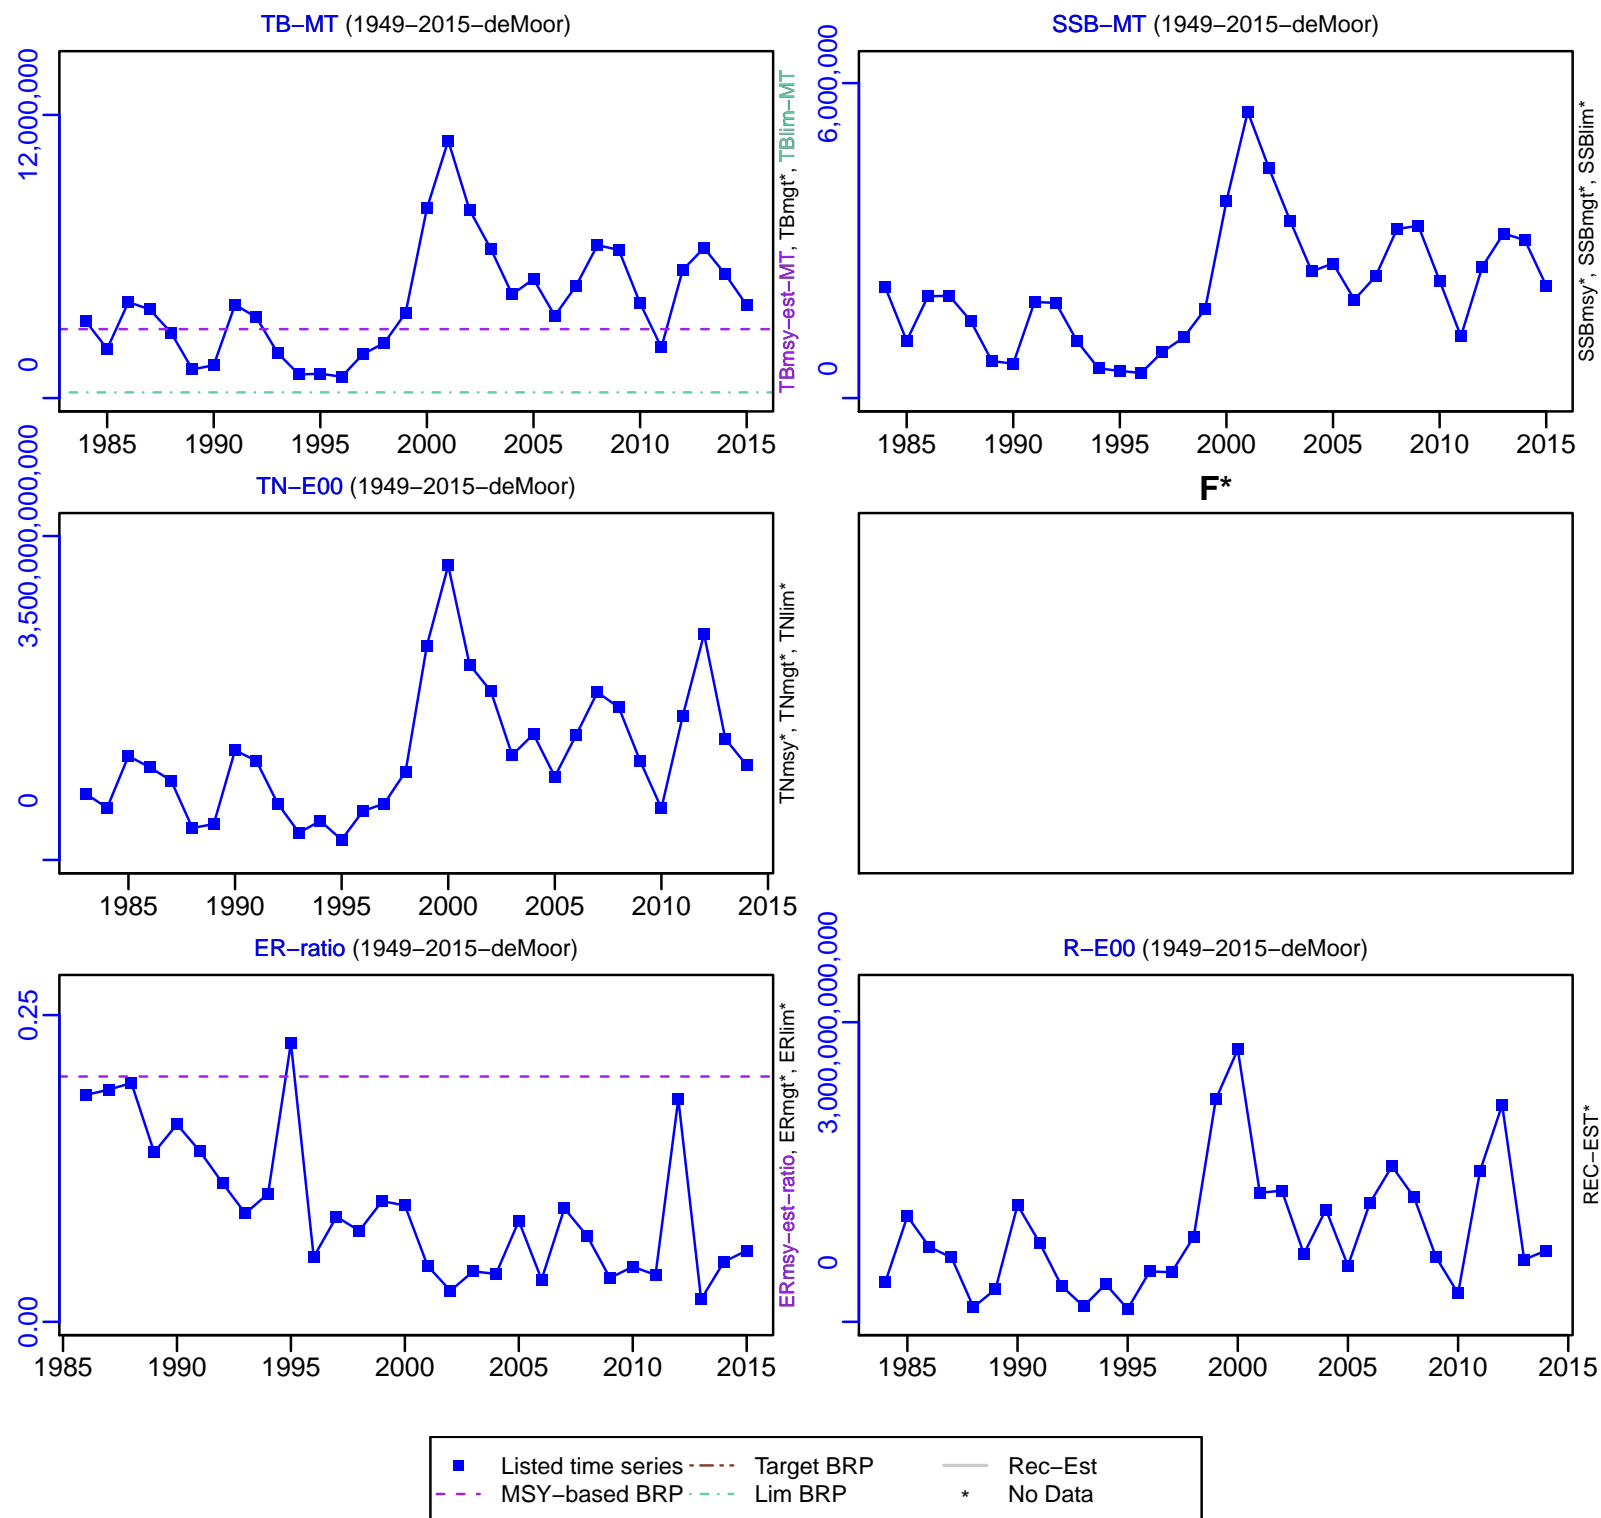 TB−MT (1949−2015−deMoor)
12,000,000
0
1985 1990 1995 2000 2005 2010 2015
TBmsy−est−MT, TBmgt*, TBlim−MT
SSB−MT (1949−2015−deMoor)
6,000,000
0
1985 1990 1995 2000 2005 2010 2015
SSBmsy*, SSBmgt*, SSBlim*
TN−E00 (1949−2015−deMoor)
3,500,000,000,000
0
1985 1990 1995 2000 2005 2010 2015
TNmsy*, TNmgt*, TNlim*
F*
ER−ratio (1949−2015−deMoor)
0.25
0.00
1985 1990 1995 2000 2005 2010 2015
ERmsy−est−ratio, ERmgt*, ERlim*
R−E00 (1949−2015−deMoor)
3,000,000,000,000
0
1985 1990 1995 2000 2005 2010 2015
REC−EST*
Listed time series Target BRP Rec−Est
MSY−based BRP Lim BRP * No Data